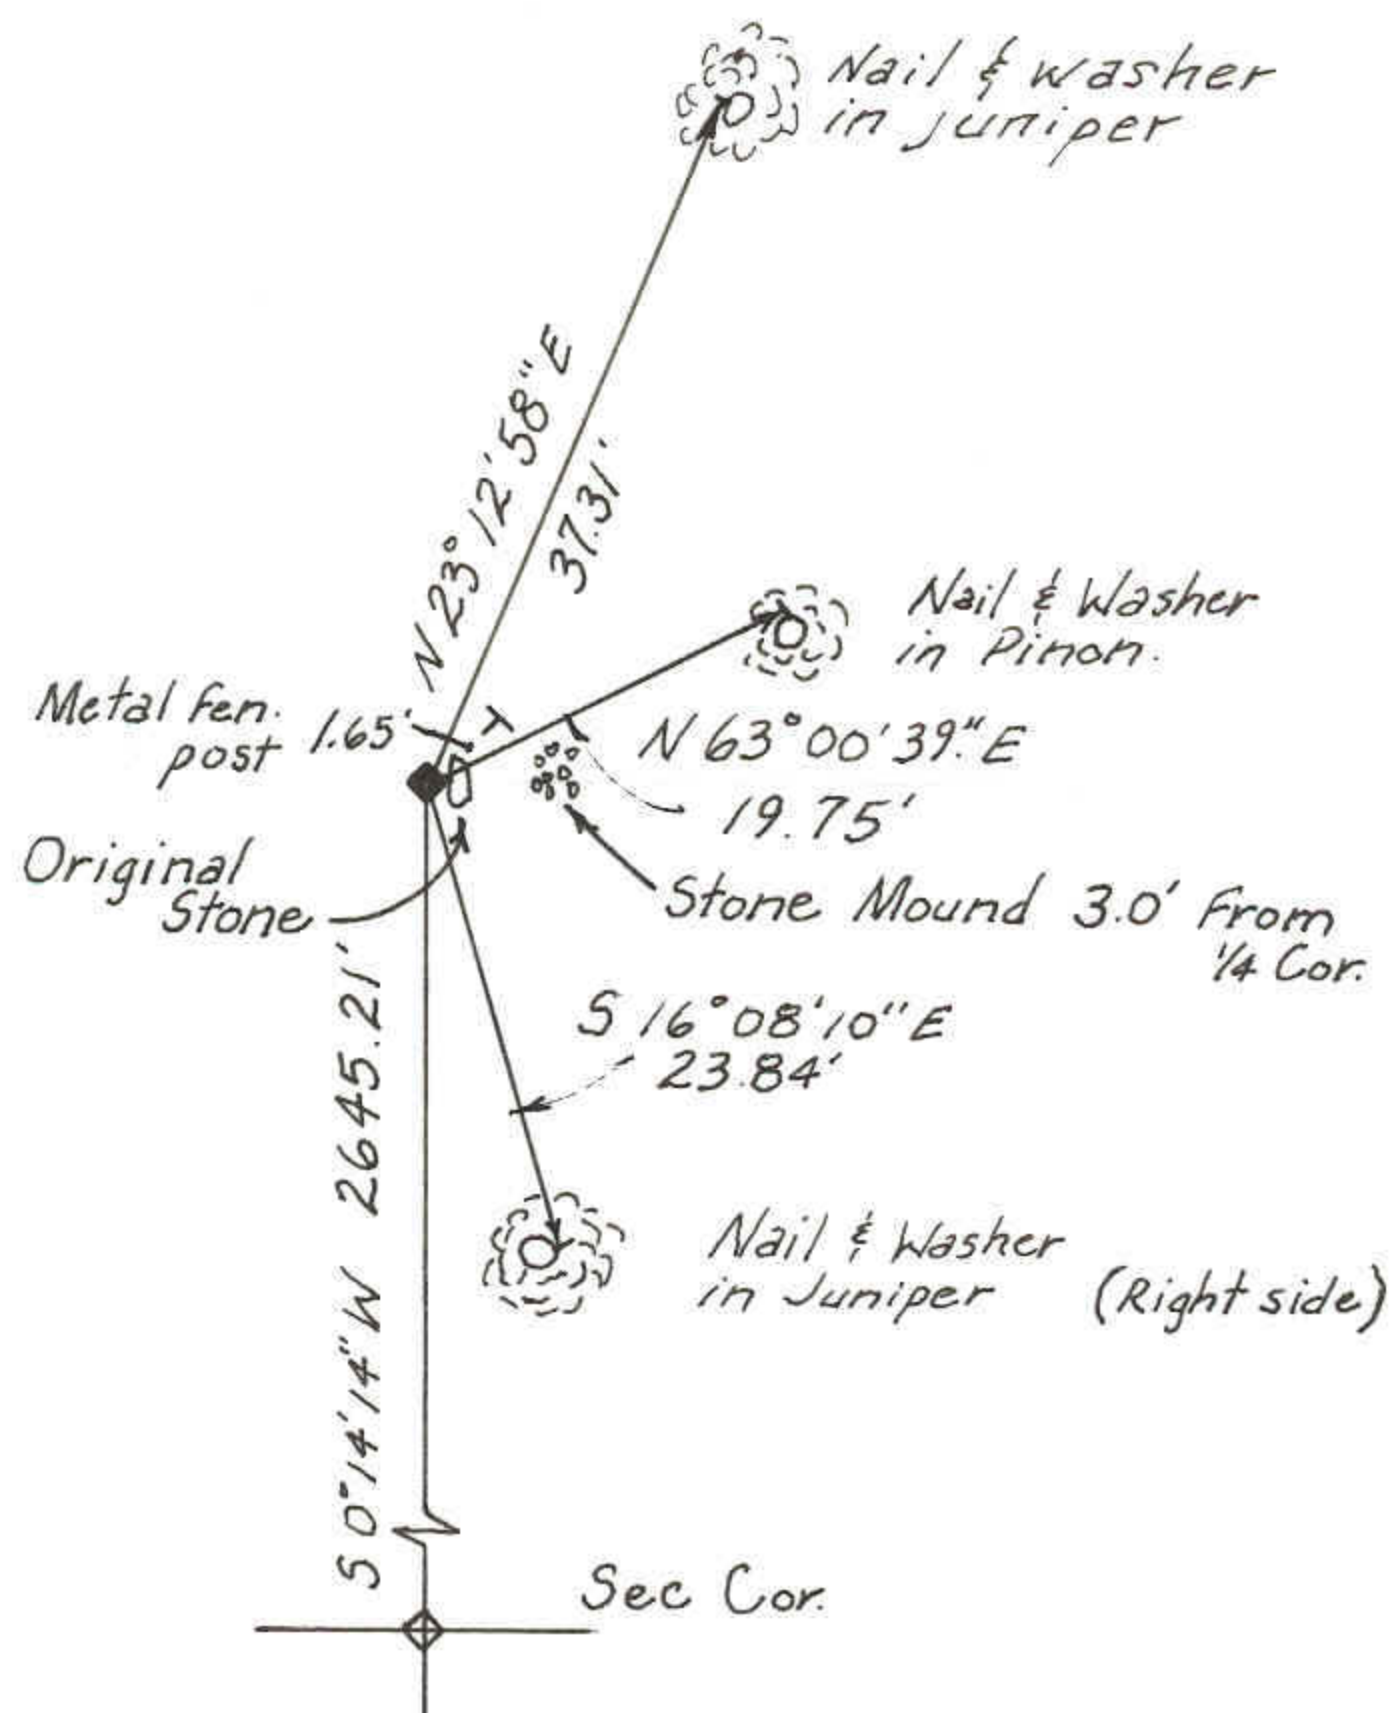 Nail & washer
in juniper
N 23° 12' 58" E
37.31'
Nail & Washer
in Pinon.
Metal Fen.
post 1.65'
N 63° 00' 39." E
19.75'
Original
Stone
Stone Mound 3.0' From
1/4 Cor.
S 16° 08' 10" E
23.84'
S 0° 14' 14" W 2645.21'
Nail & Washer
in Juniper (Right side)
Sec Cor.